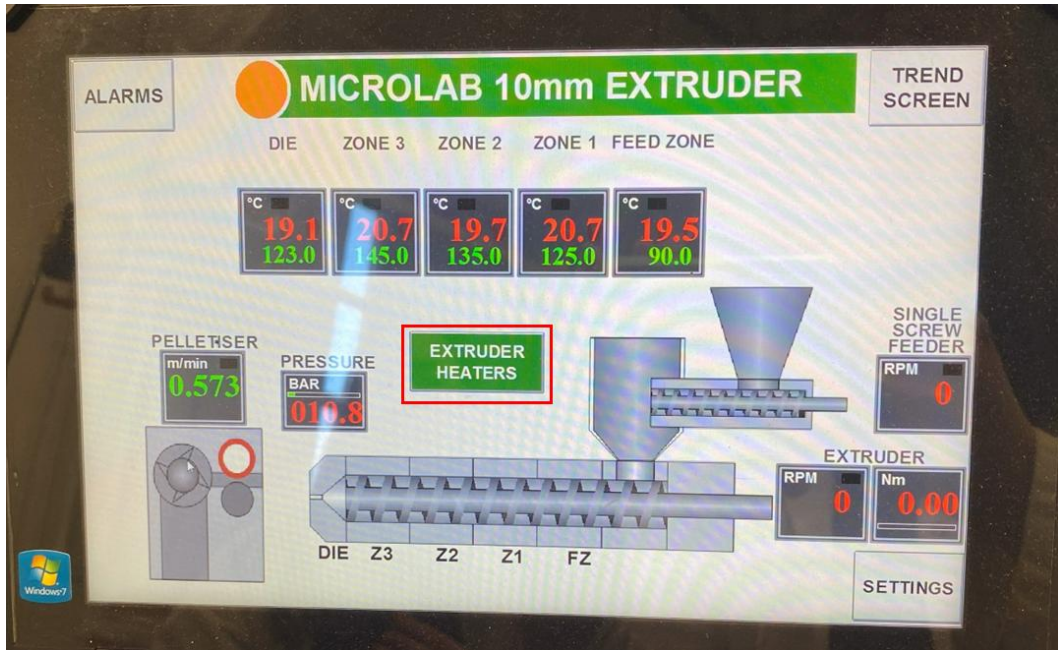 ALARMS
MICROLAB 10mm EXTRUDER
TREND
SCREEN
DIE ZONE 3 ZONE 2 ZONE 1 FEED ZONE
°C °C °C °C °C
19.1 20.7 19.7 20.7 19.5
123.0 145.0 135.0 125.0 90.0
PELLETISER
m/min
0.573
PRESSURE
BAR
010.8
EXTRUDER
HEATERS
SINGLE
SCREW
FEEDER
RPM
0
EXTRUDER
RPM Nm
0 0.00
DIE Z3 Z2 Z1 FZ
SETTINGS
Windows 7